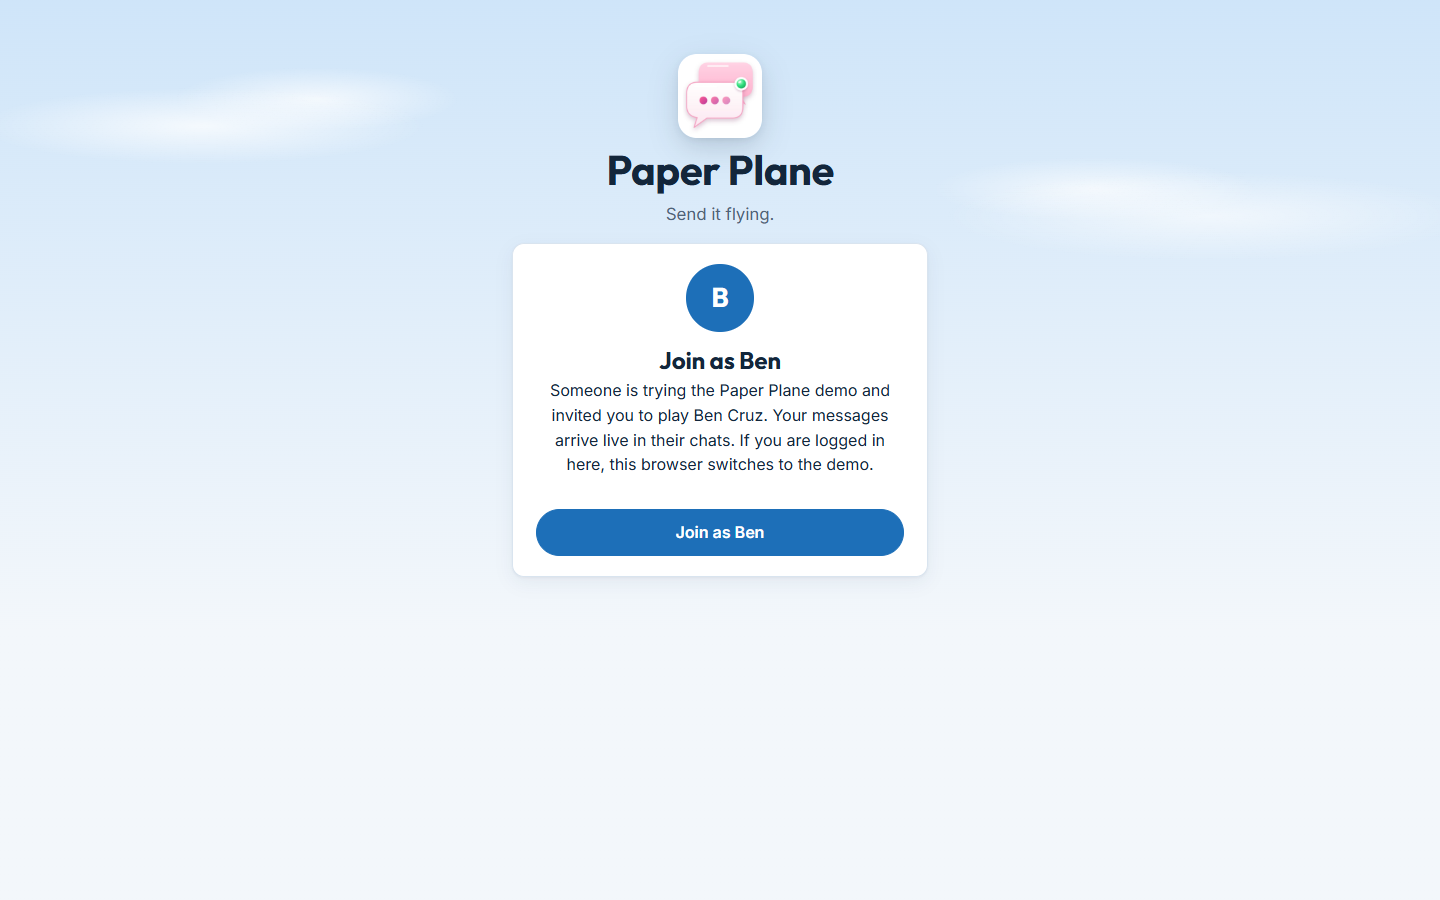 Paper Plane
Send it flying.
B
Join as Ben
Someone is trying the Paper Plane demo and
invited you to play Ben Cruz. Your messages
arrive live in their chats. If you are logged in
here, this browser switches to the demo.
Join as Ben